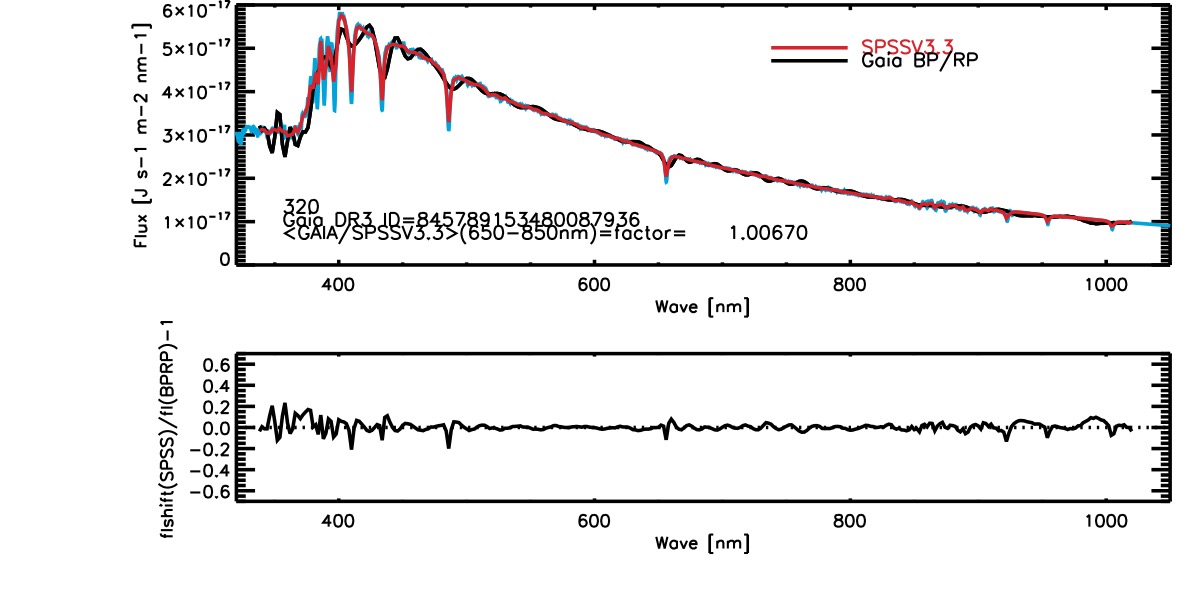 6×10−17
5×10−17
4×10−17
3×10−17
2×10−17
1×10−17
0
Flux [J s−1 m−2 nm−1]
SPSSV3.3
Gaia BP/RP
320
Gaia DR3 ID=845789153480087936
<GAIA/SPSSV3.3>(650−850nm)=factor= 1.00670
400 600 800 1000
Wave [nm]
flshift(SPSS)/fl(BPRP)−1
0.6
0.4
0.2
0.0
−0.2
−0.4
−0.6
400 600 800 1000
Wave [nm]